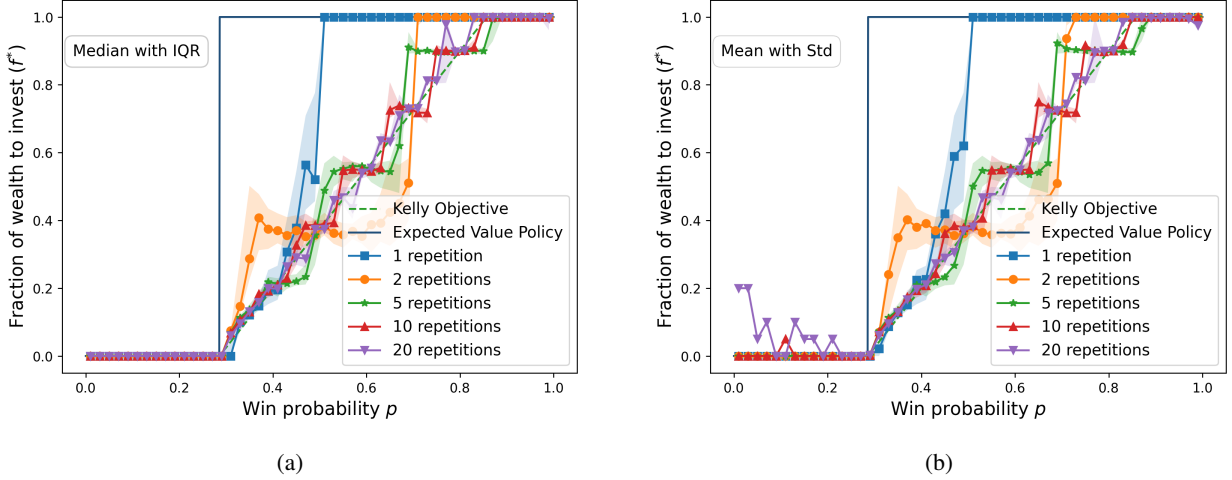 Median with IQR
Fraction of wealth to invest (f*)
1.0
0.8
0.6
0.4
0.2
0.0
Kelly Objective
Expected Value Policy
1 repetition
2 repetitions
5 repetitions
10 repetitions
20 repetitions
0.0 0.2 0.4 0.6 0.8 1.0
Win probability p
(a)
Mean with Std
Fraction of wealth to invest (f*)
1.0
0.8
0.6
0.4
0.2
0.0
Kelly Objective
Expected Value Policy
1 repetition
2 repetitions
5 repetitions
10 repetitions
20 repetitions
0.0 0.2 0.4 0.6 0.8 1.0
Win probability p
(b)